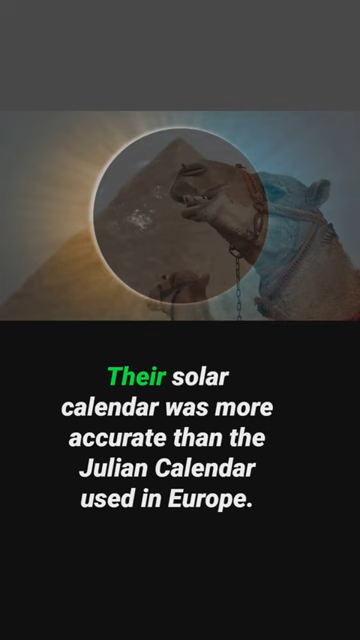 Their solar
calendar was more
accurate than the
Julian Calendar
used in Europe.